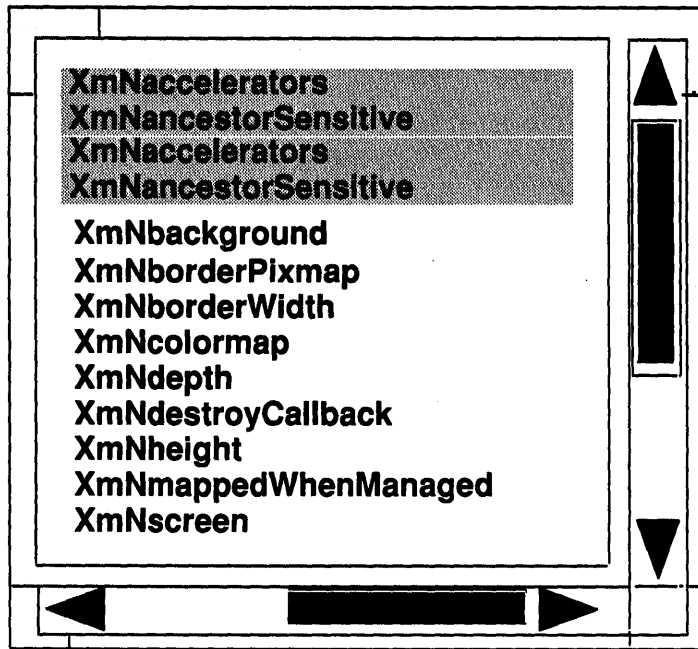 XmNaccelerators
XmNancestorSensitive
XmNaccelerators
XmNancestorSensitive
XmNbackground
XmNborderPixmap
XmNborderWidth
XmNcolormap
XmNdepth
XmNdestroyCallback
XmNheight
XmNmappedWhenManaged
XmNscreen